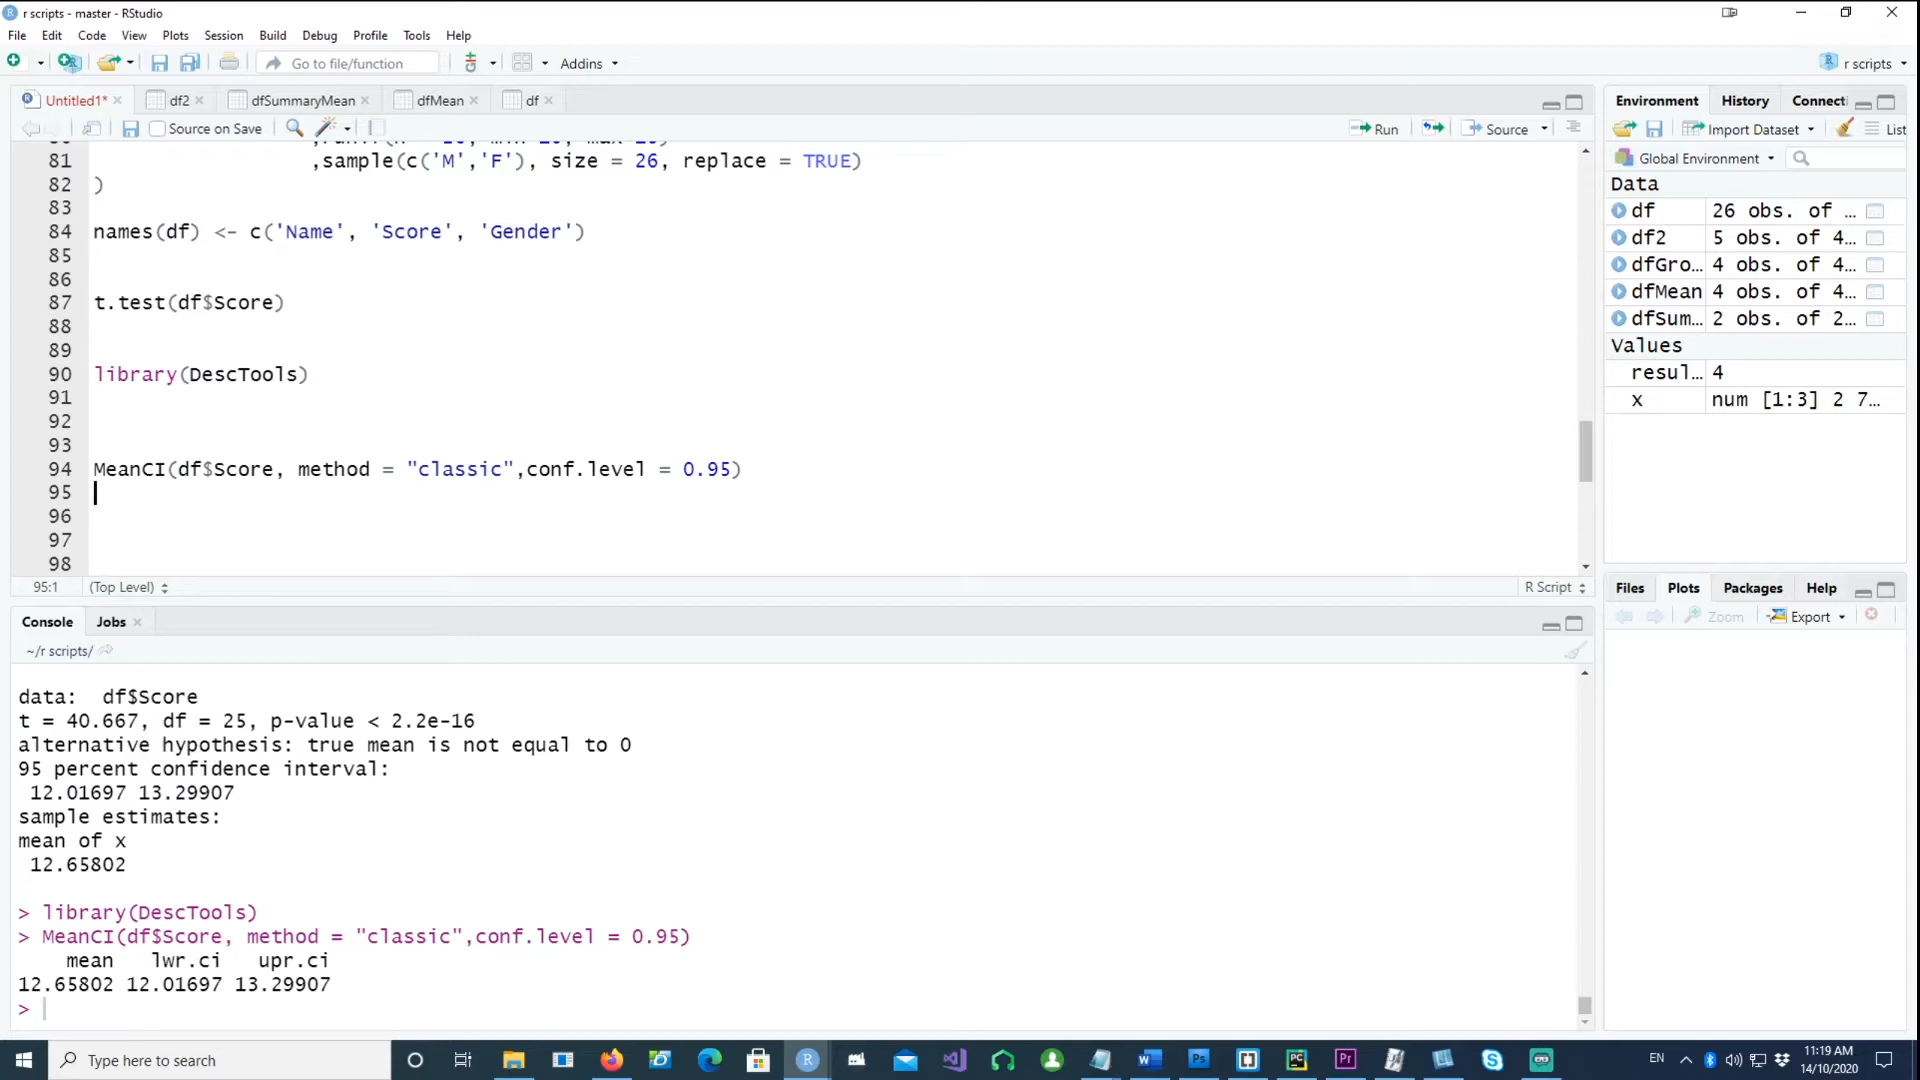 r scripts - master - RStudio
File Edit Code View Plots Session Build Debug Profile Tools Help
Go to file/function Addins r scripts
Untitled1* df2 dfSummaryMean dfMean df
Source on Save Run Source
81 ,sample(c('M','F'), size = 26, replace = TRUE)
82 )
83
84 names(df) <- c('Name', 'Score', 'Gender')
85
86
87 t.test(df$Score)
88
89
90 library(DescTools)
91
92
93
94 MeanCI(df$Score, method = "classic",conf.level = 0.95)
95
96
97
98
95:1 (Top Level) R Script
Console Jobs
~/r scripts/
data:  df$Score
t = 40.667, df = 25, p-value < 2.2e-16
alternative hypothesis: true mean is not equal to 0
95 percent confidence interval:
12.01697 13.29907
sample estimates:
mean of x
12.65802
> library(DescTools)
> MeanCI(df$Score, method = "classic",conf.level = 0.95)
mean lwr.ci upr.ci
12.65802 12.01697 13.29907
>
Environment History Connect
Import Dataset List
Global Environment
Data
df 26 obs. of …
df2 5 obs. of 4…
dfGro… 4 obs. of 4…
dfMean 4 obs. of 4…
dfSum… 2 obs. of 2…
Values
resul… 4
x num [1:3] 2 7…
Files Plots Packages Help
Zoom Export
Type here to search
EN
11:19 AM
14/10/2020